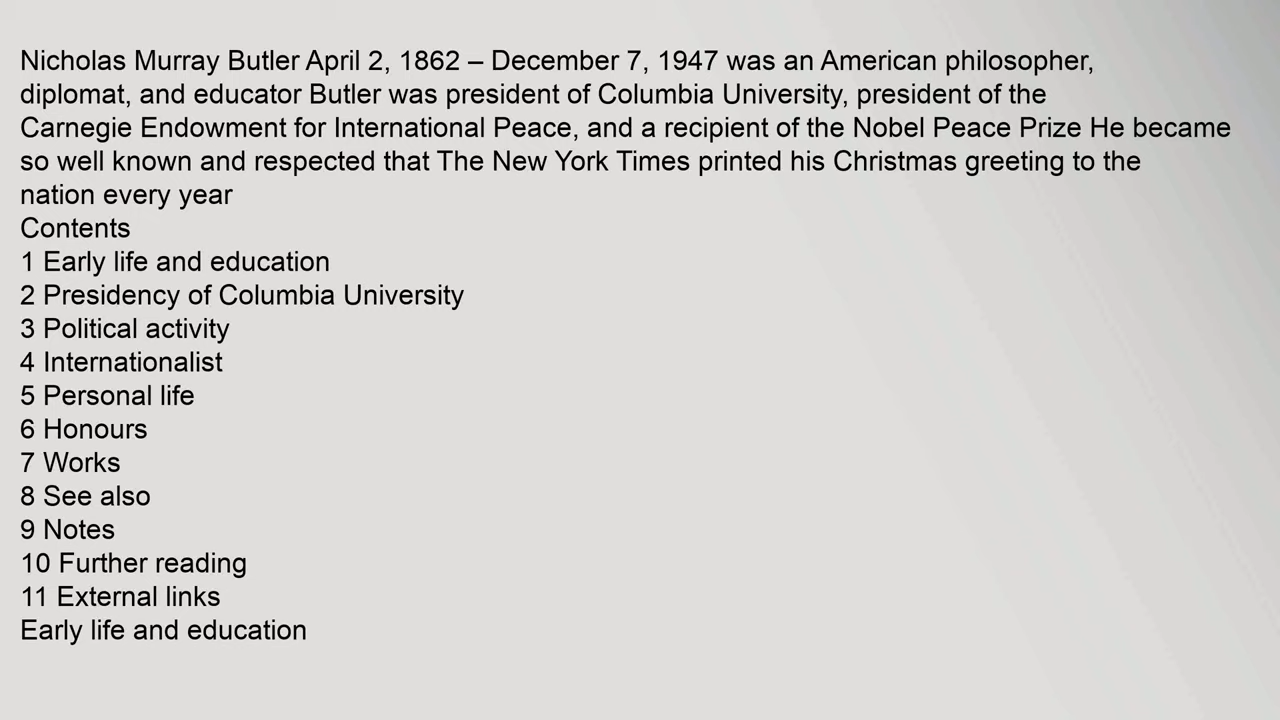 Nicholas Murray Butler April 2, 1862 – December 7, 1947 was an American philosopher,
diplomat, and educator Butler was president of Columbia University, president of the
Carnegie Endowment for International Peace, and a recipient of the Nobel Peace Prize He became
so well known and respected that The New York Times printed his Christmas greeting to the
nation every year
Contents
1 Early life and education
2 Presidency of Columbia University
3 Political activity
4 Internationalist
5 Personal life
6 Honours
7 Works
8 See also
9 Notes
10 Further reading
11 External links
Early life and education